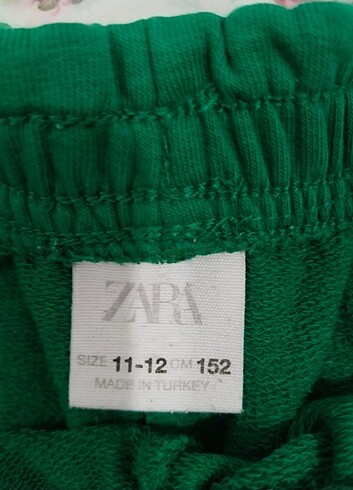 ZARA
SIZE 11-12 CM 152
MADE IN TURKEY